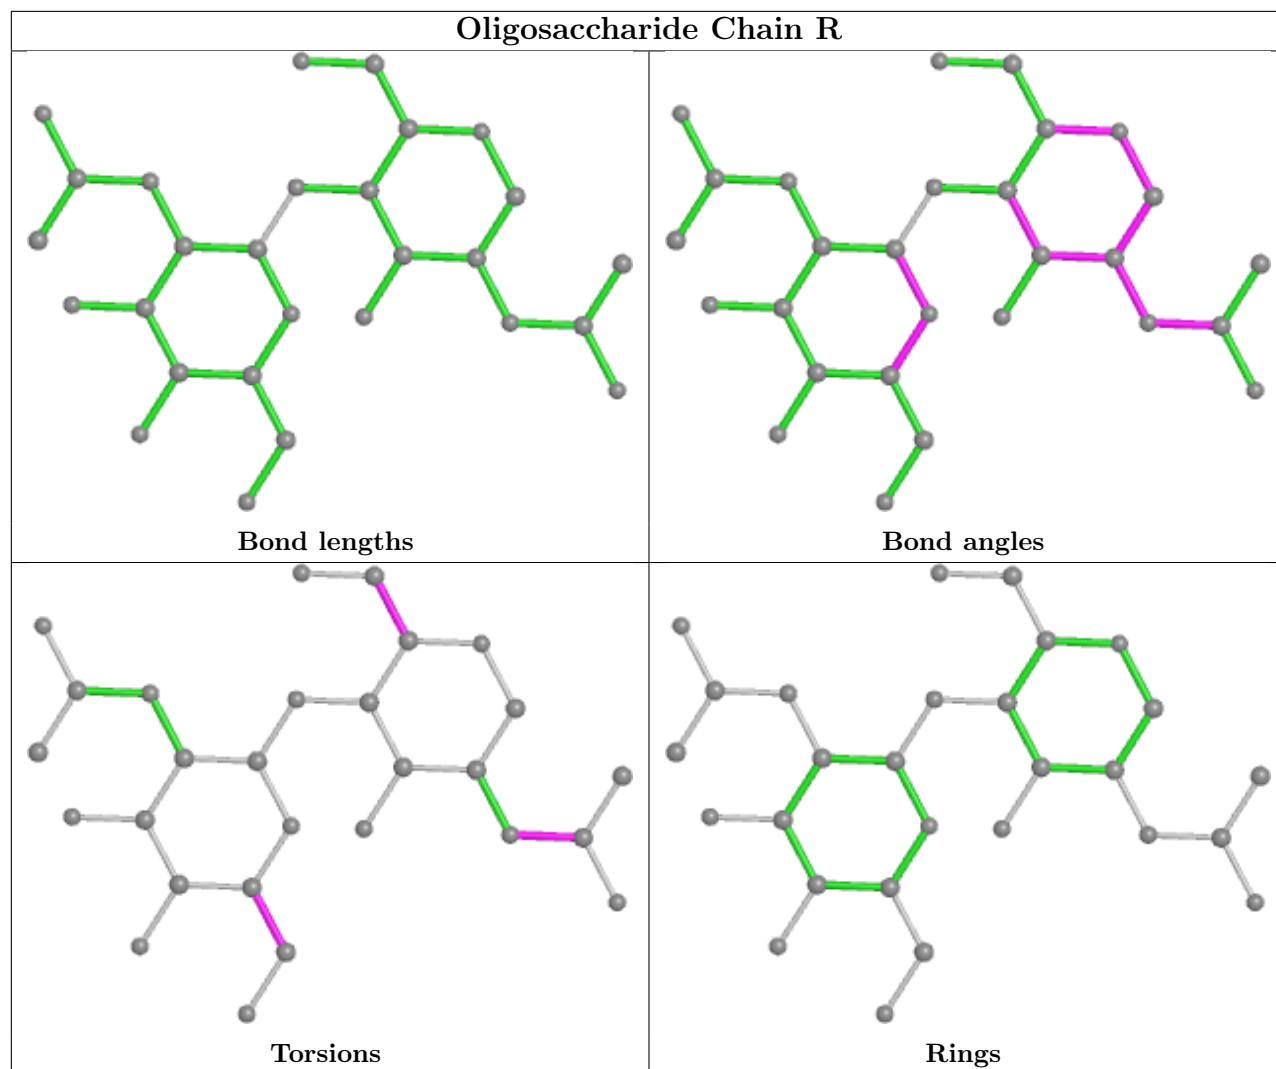 Oligosaccharide Chain R
Bond lengths
Bond angles
Torsions
Rings